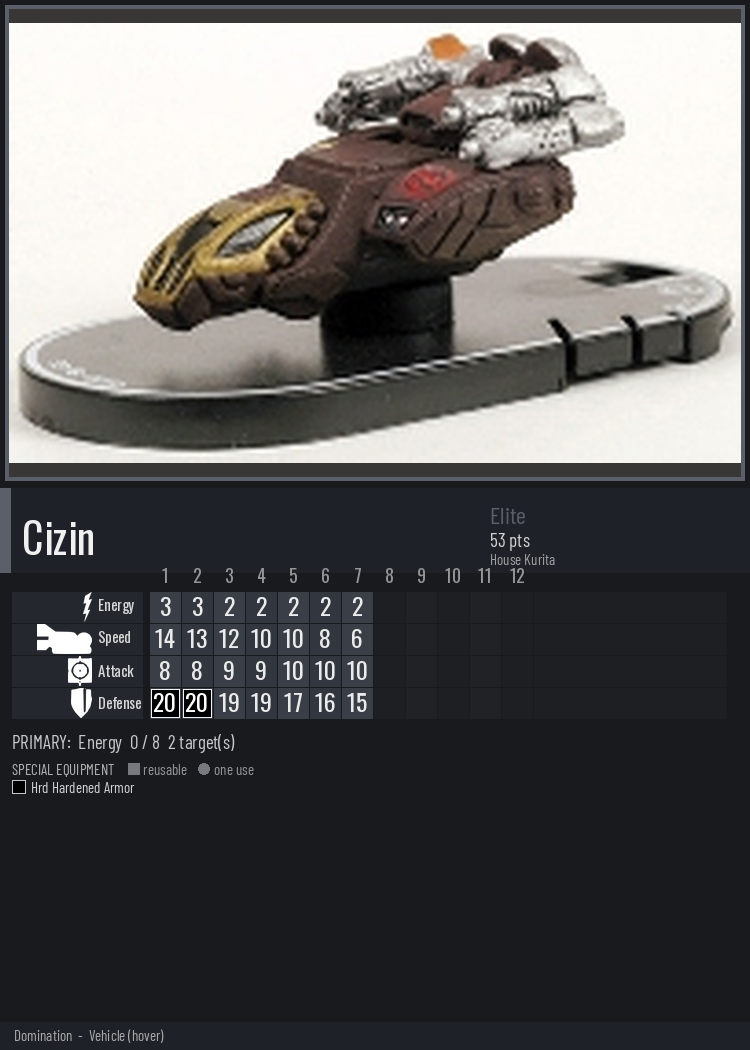 Cizin
Elite
53 pts
House Kurita
1 2 3 4 5 6 7 8 9 10 11 12
Energy 3 3 2 2 2 2 2
Speed 14 13 12 10 10 8 6
Attack 8 8 9 9 10 10 10
Defense 20 20 19 19 17 16 15
PRIMARY: Energy 0 / 8 2 target(s)
SPECIAL EQUIPMENT reusable one use
Hrd Hardened Armor
Domination - Vehicle (hover)